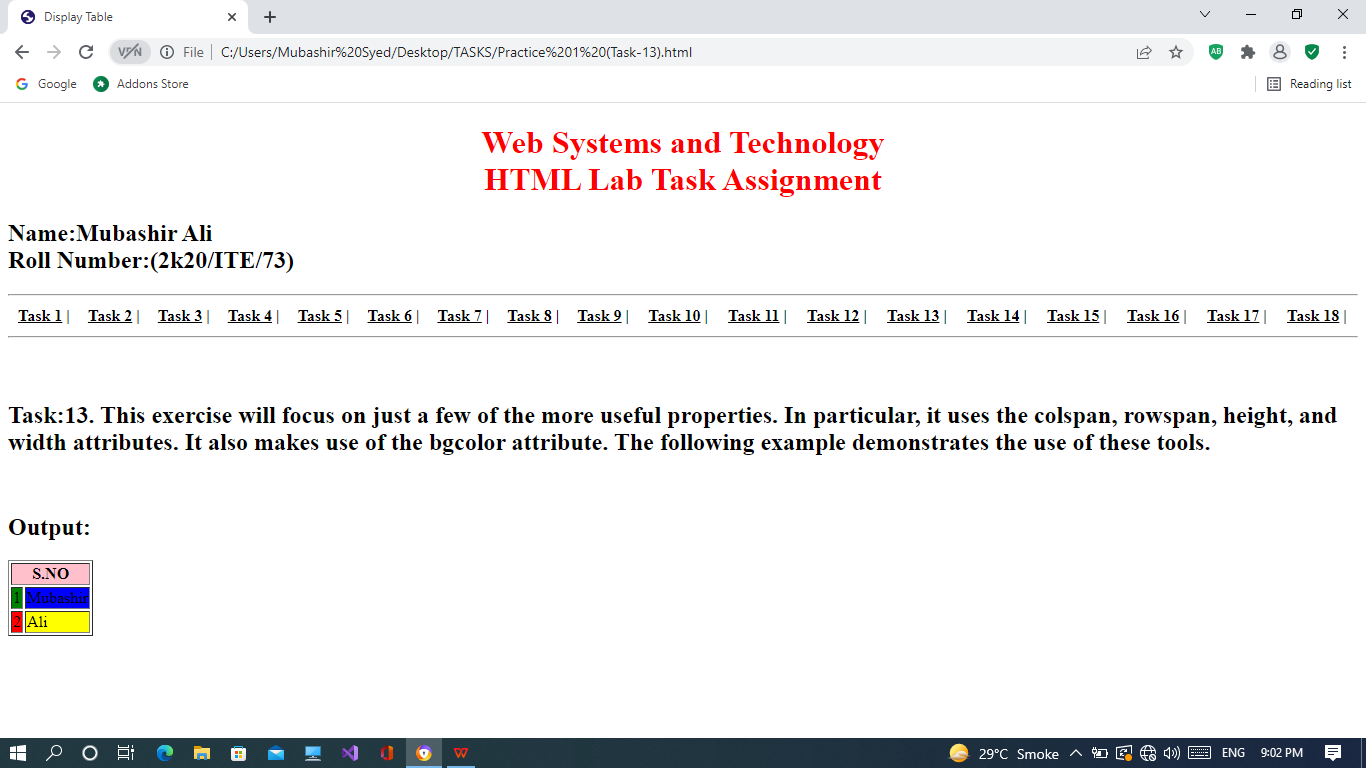 Display Table
VPN
File
C:/Users/Mubashir%20Syed/Desktop/TASKS/Practice%201%20(Task-13).html
AB
Google
Addons Store
Reading list
Web Systems and Technology
HTML Lab Task Assignment
Name:Mubashir Ali
Roll Number:(2k20/ITE/73)
Task 1 | Task 2 | Task 3 | Task 4 | Task 5 | Task 6 | Task 7 | Task 8 | Task 9 | Task 10 | Task 11 | Task 12 | Task 13 | Task 14 | Task 15 | Task 16 | Task 17 | Task 18 |
Task:13. This exercise will focus on just a few of the more useful properties. In particular, it uses the colspan, rowspan, height, and
width attributes. It also makes use of the bgcolor attribute. The following example demonstrates the use of these tools.
Output:
S.NO
1 Mubashir
2 Ali
29°C Smoke
ENG
9:02 PM